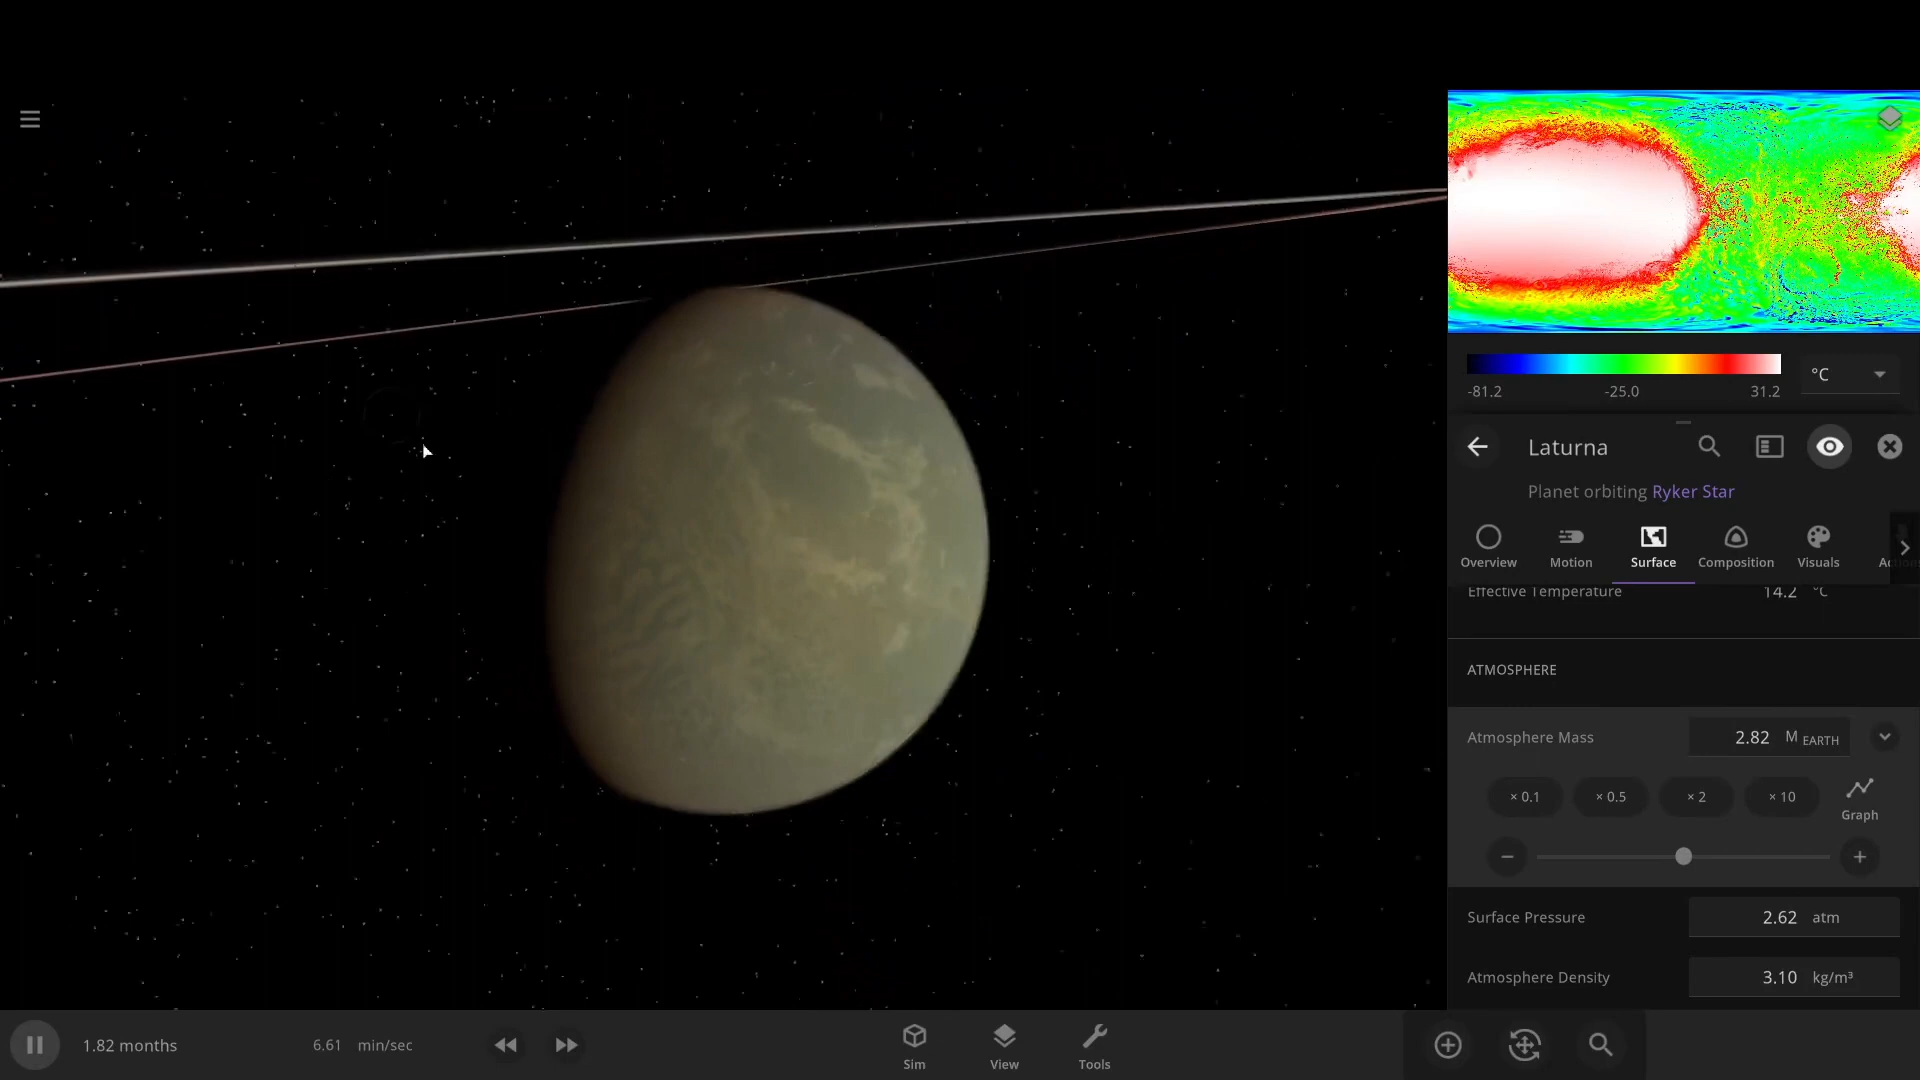 -81.2 -25.0 31.2 °C
Laturna
Planet orbiting Ryker Star
Overview Motion Surface Composition Visuals
Effective Temperature 14.2 °C
ATMOSPHERE
Atmosphere Mass 2.82 M EARTH
× 0.1 × 0.5 × 2 × 10 Graph
Surface Pressure 2.62 atm
Atmosphere Density 3.10 kg/m³
1.82 months 6.61 min/sec Sim View Tools